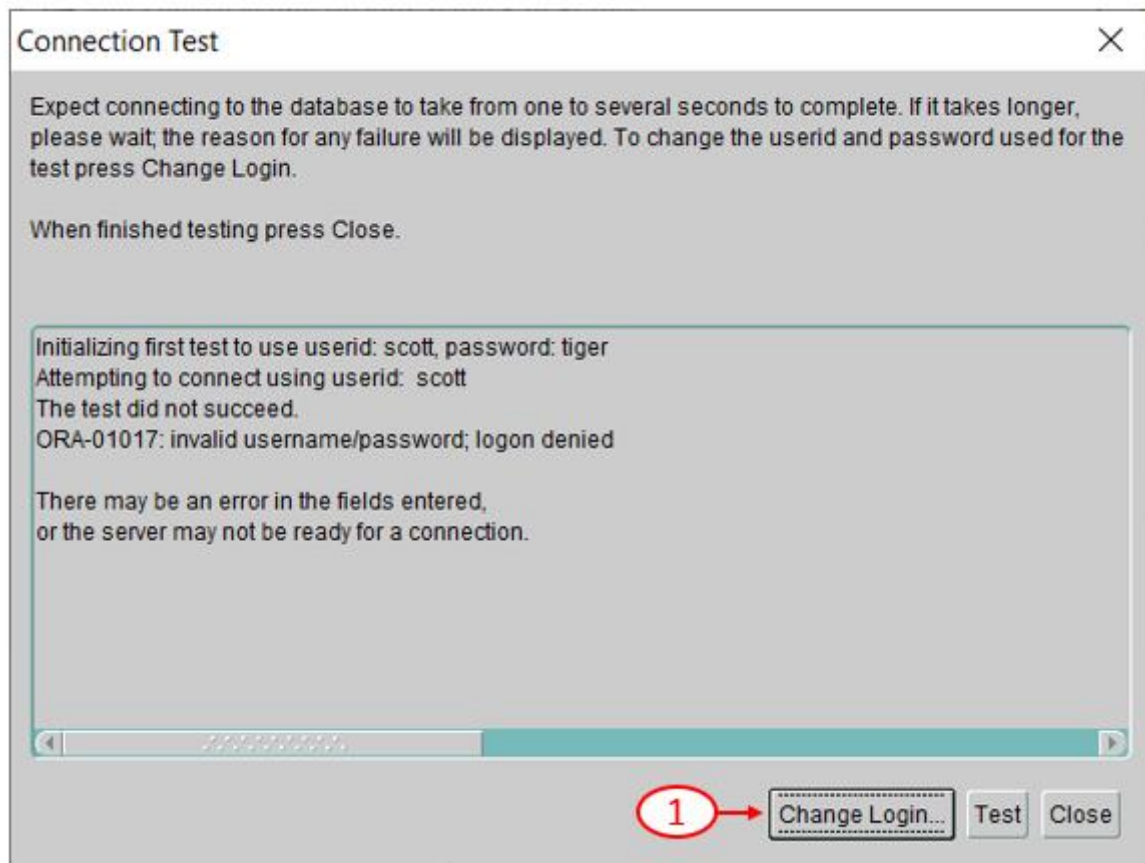 Connection Test
Expect connecting to the database to take from one to several seconds to complete. If it takes longer,
please wait; the reason for any failure will be displayed. To change the userid and password used for the
test press Change Login.
When finished testing press Close.
Initializing first test to use userid: scott, password: tiger
Attempting to connect using userid:  scott
The test did not succeed.
ORA-01017: invalid username/password; logon denied
There may be an error in the fields entered,
or the server may not be ready for a connection.
1 Change Login... Test Close